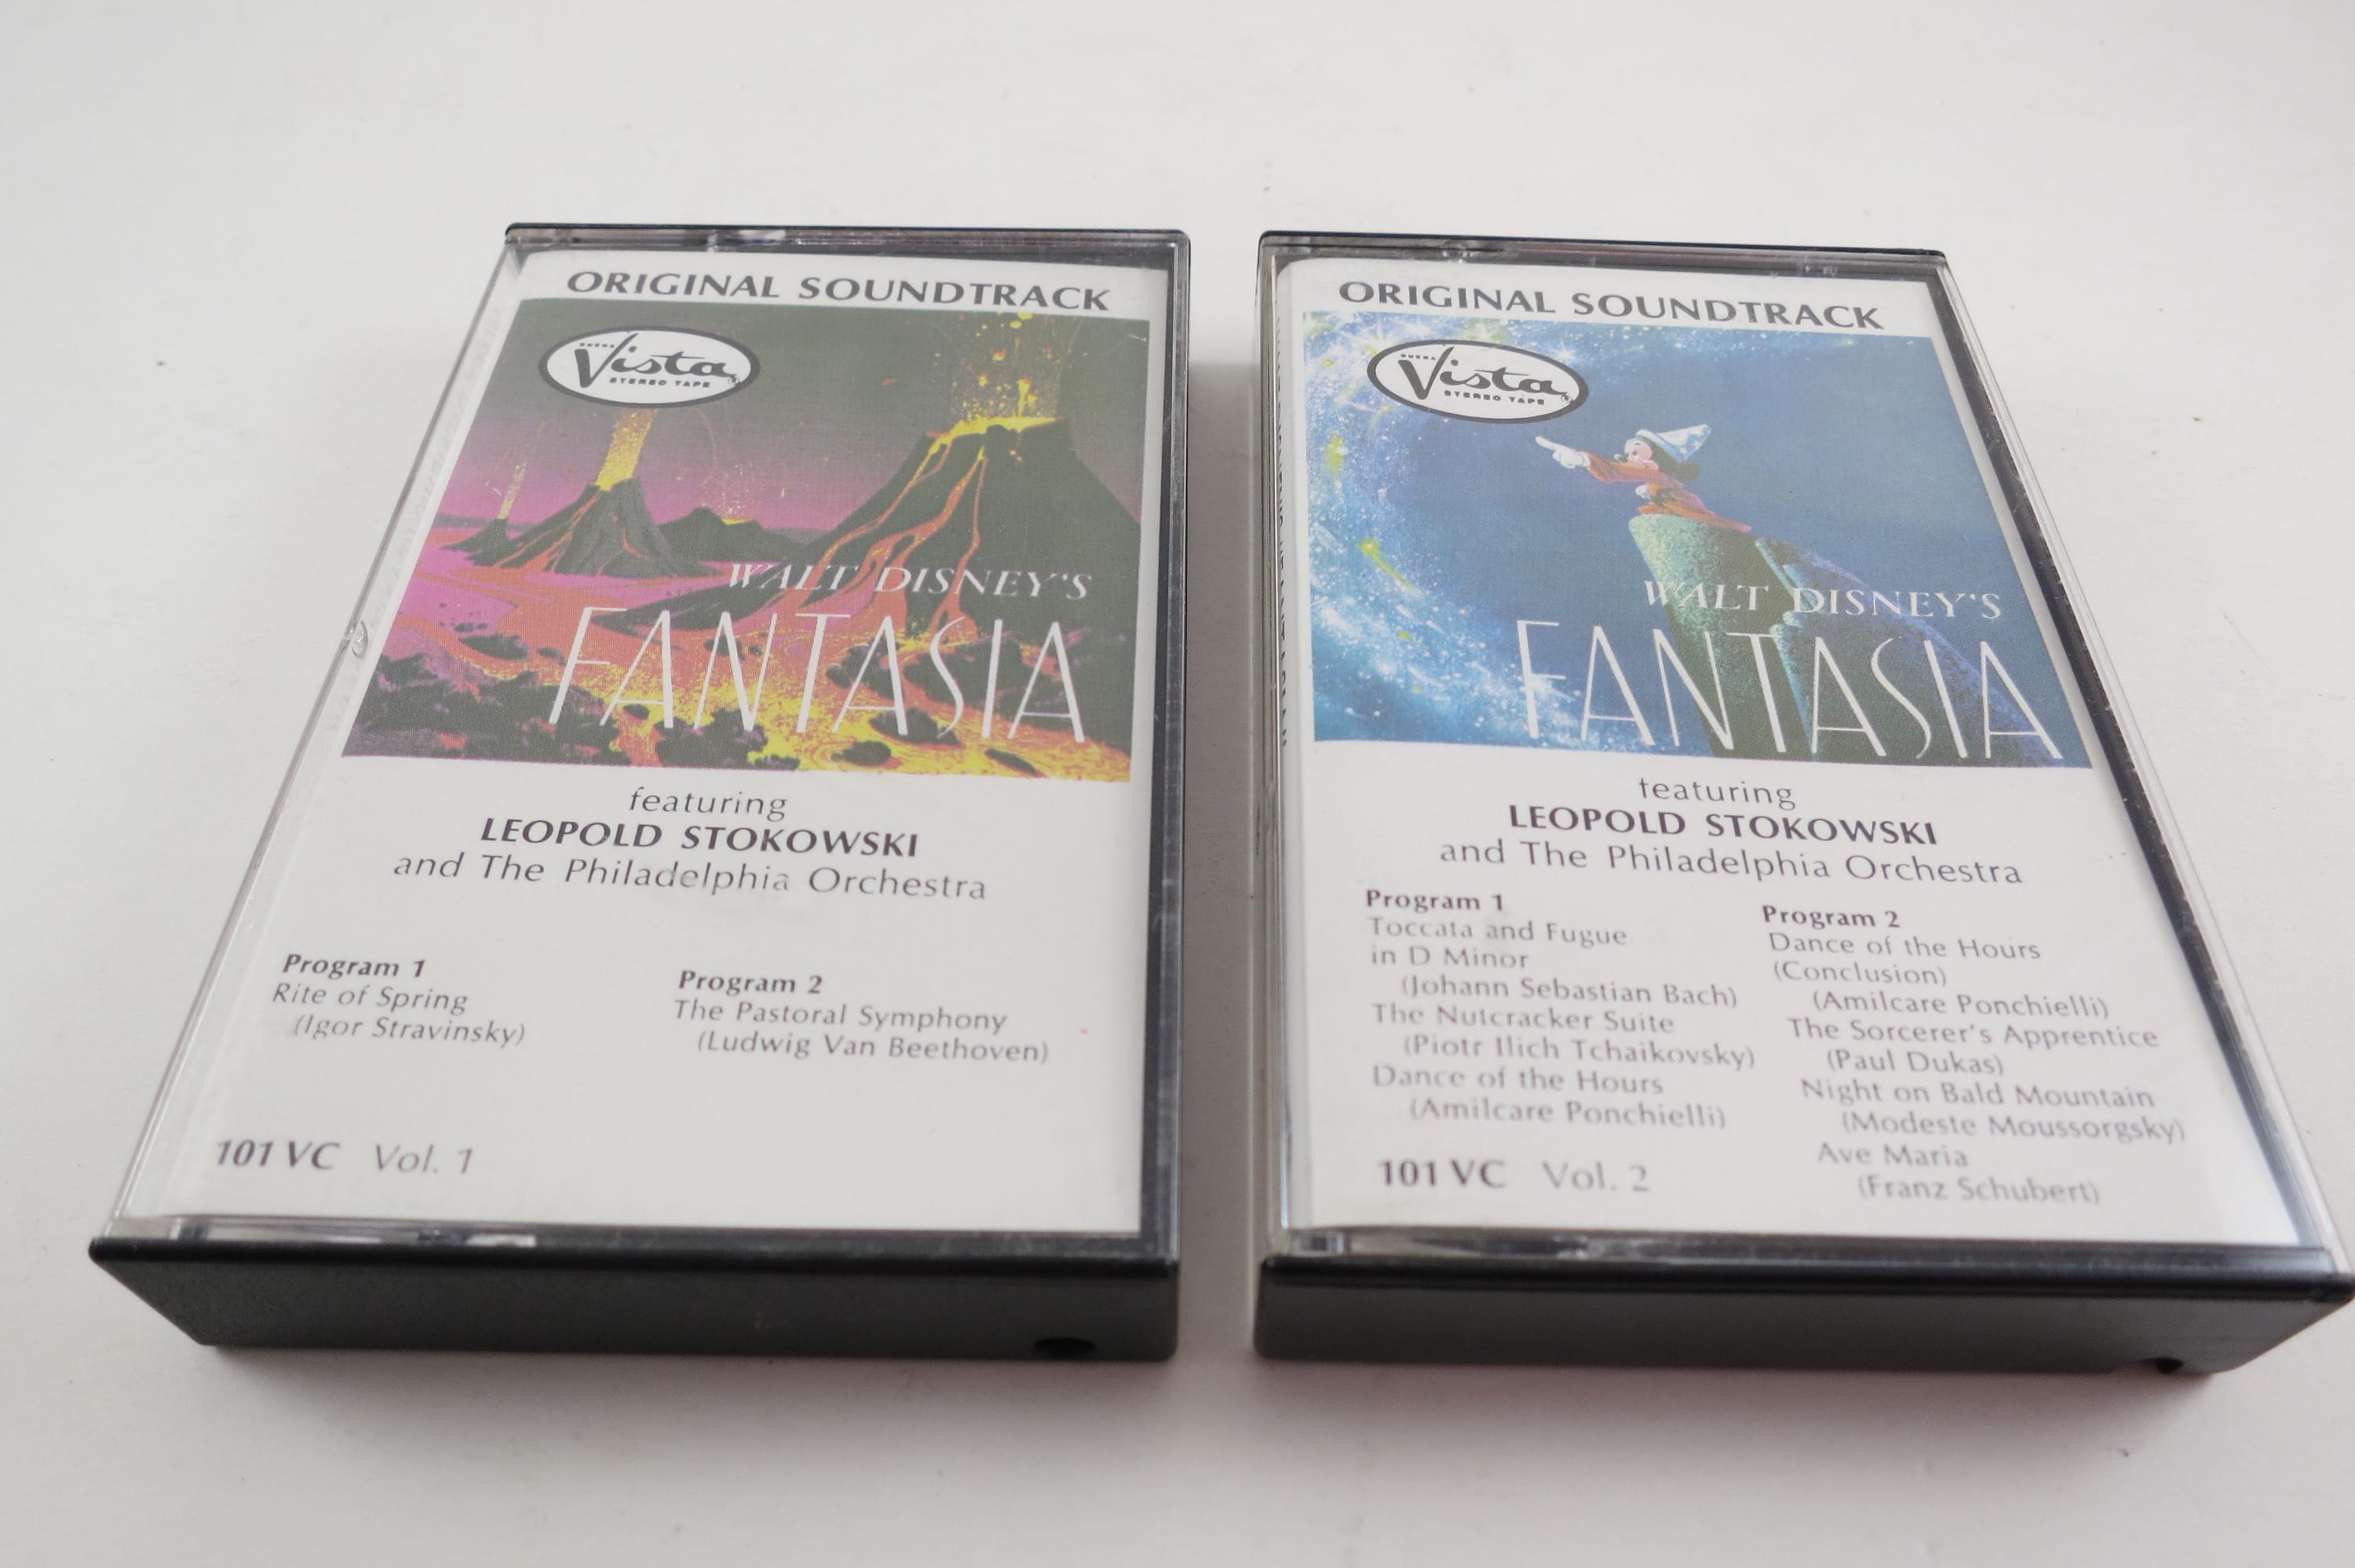 ORIGINAL SOUNDTRACK
BUENA
Vista
STEREO TAPE
WALT DISNEY'S
FANTASIA
featuring
LEOPOLD STOKOWSKI
and The Philadelphia Orchestra
Program 1
Rite of Spring
(Igor Stravinsky)
Program 2
The Pastoral Symphony
(Ludwig Van Beethoven)
101 VC Vol. 1
ORIGINAL SOUNDTRACK
BUENA
Vista
STEREO TAPE
WALT DISNEY'S
FANTASIA
featuring
LEOPOLD STOKOWSKI
and The Philadelphia Orchestra
Program 1
Toccata and Fugue
in D Minor
(Johann Sebastian Bach)
The Nutcracker Suite
(Piotr Ilich Tchaikovsky)
Dance of the Hours
(Amilcare Ponchielli)
Program 2
Dance of the Hours
(Conclusion)
(Amilcare Ponchielli)
The Sorcerer's Apprentice
(Paul Dukas)
Night on Bald Mountain
(Modeste Moussorgsky)
Ave Maria
(Franz Schubert)
101 VC Vol. 2